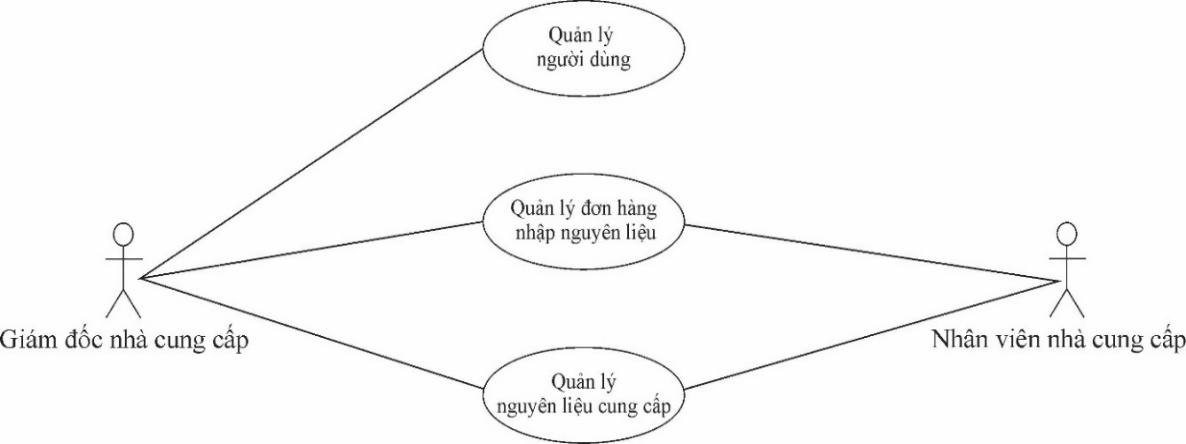 Quản lý
người dùng
Quản lý đơn hàng
nhập nguyên liệu
Giám đốc nhà cung cấp
Nhân viên nhà cung cấp
Quản lý
nguyên liệu cung cấp